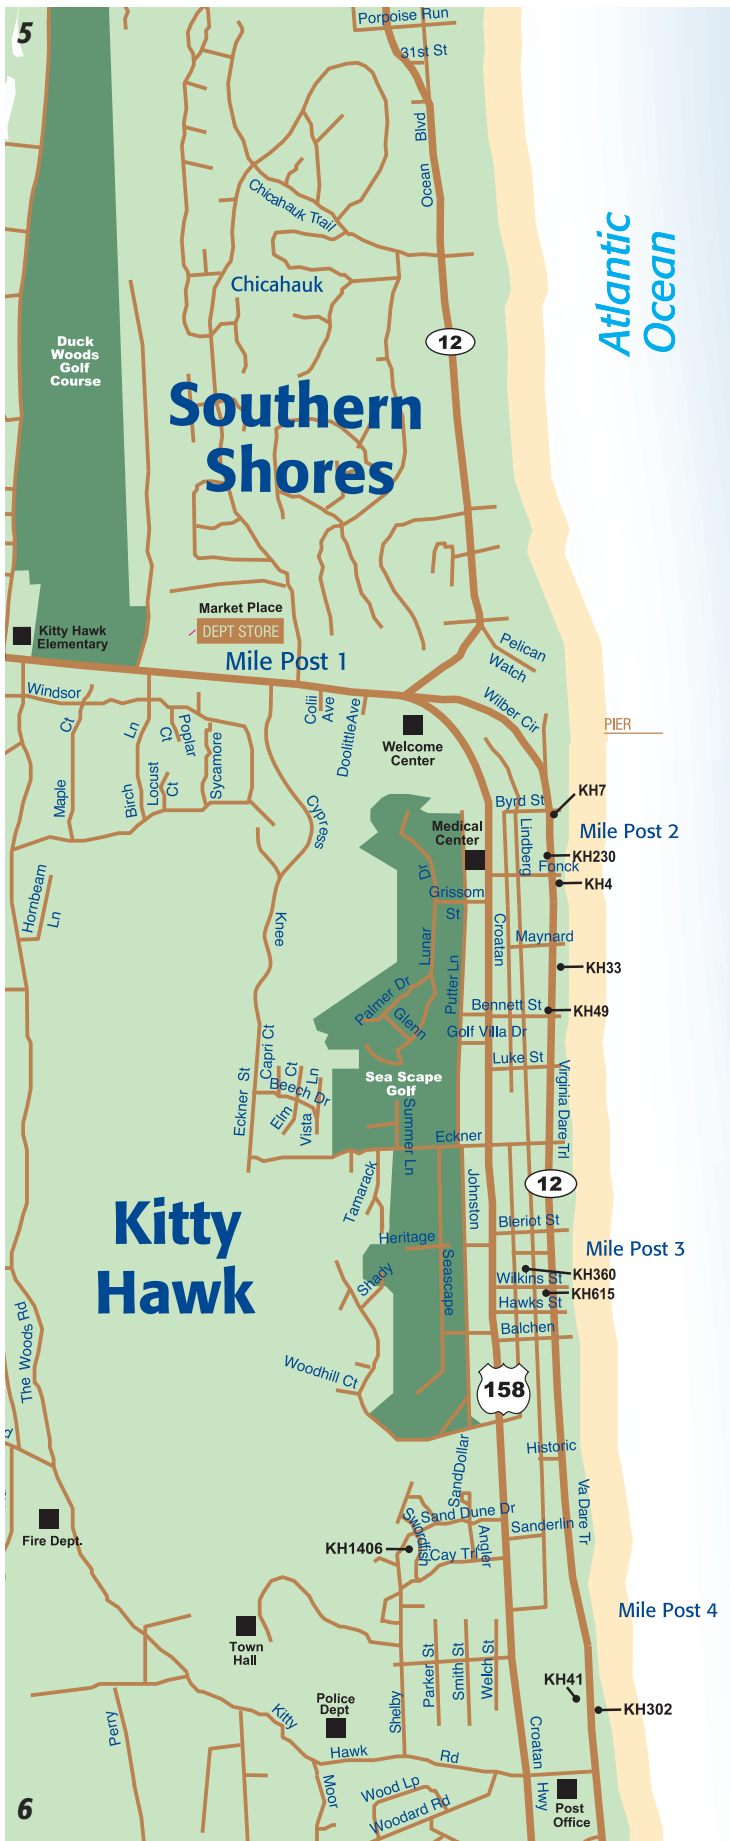 5
Porpoise Run
31st St
Ocean Blvd
Chicahauk Trail
Chicahauk
Atlantic
Ocean
12
Duck
Woods
Golf
Course
Southern
Shores
Market Place
DEPT STORE
Kitty Hawk
Elementary
Mile Post 1
Pelican
Watch
Windsor
Maple Ct
Birch Ln
Locust Ct
Poplar Ct
Sycamore
Colii
Ave
DoolittleAve
Wilber Cir
PIER
Welcome
Center
Cypress
Knee
KH7
Byrd St
Mile Post 2
Medical
Center
Lindberg
KH230
Fonck
KH4
Grissom
St
Lunar Dr
Hornbeam
Ln
Croatan
Maynard
KH33
Putter Ln
Palmer Dr
Glenn
Bennett St
KH49
Golf Villa Dr
Luke St
Virginia Dare Trl
Sea Scape
Golf
Eckner St
Capri Ct
Beech Dr
Elm Ct
Vista Ln
Summer Ln
Eckner
12
Tamarack
Johnston
Kitty
Hawk
Bleriot St
Heritage
Seascape
Mile Post 3
KH360
Wilkins St
KH615
Hawks St
Shady
Balchen
The Woods Rd
Woodhill Ct
158
d
SandDollar
Historic
Va Dare Tr
Sand Dune Dr
Swordfish
Angler
Sanderlin
Fire Dept.
KH1406
Cay Trl
Mile Post 4
Town
Hall
Parker St
Smith St
Welch St
KH41
KH302
Police
Dept
Shelby
Perry
Kitty
Hawk
Rd
Croatan
Hwy
Moor
Wood Lp
Woodard Rd
Post
Office
6